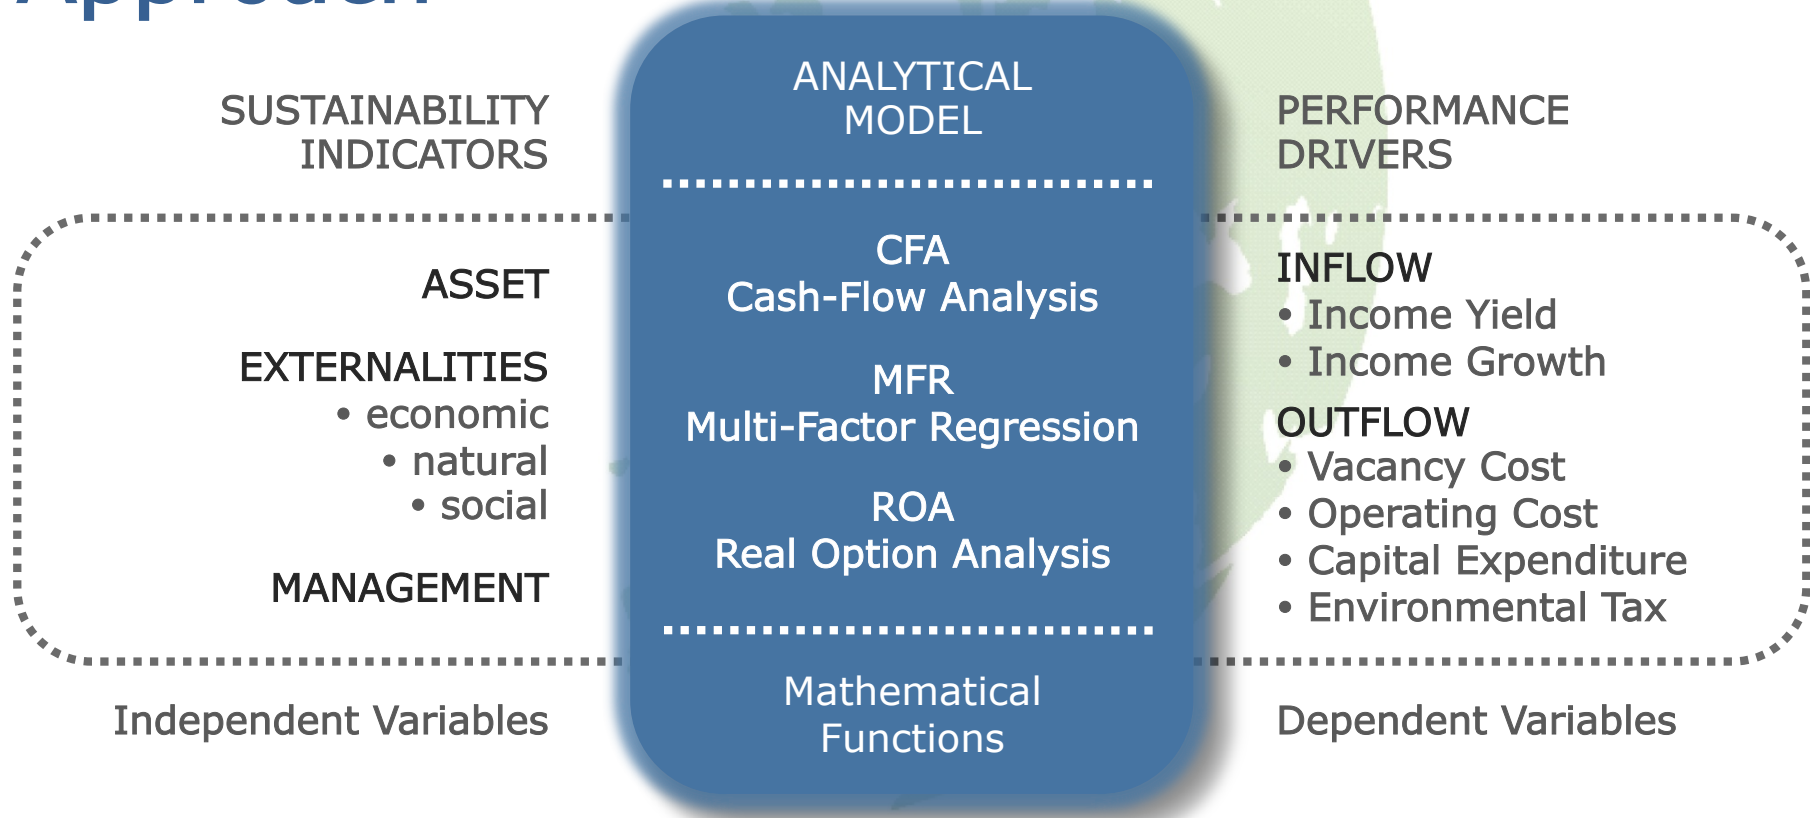 Approach
SUSTAINABILITY
INDICATORS
ASSET
EXTERNALITIES
• economic
• natural
• social
MANAGEMENT
Independent Variables
ANALYTICAL
MODEL
CFA
Cash-Flow Analysis
MFR
Multi-Factor Regression
ROA
Real Option Analysis
Mathematical
Functions
PERFORMANCE
DRIVERS
INFLOW
• Income Yield
• Income Growth
OUTFLOW
• Vacancy Cost
• Operating Cost
• Capital Expenditure
• Environmental Tax
Dependent Variables